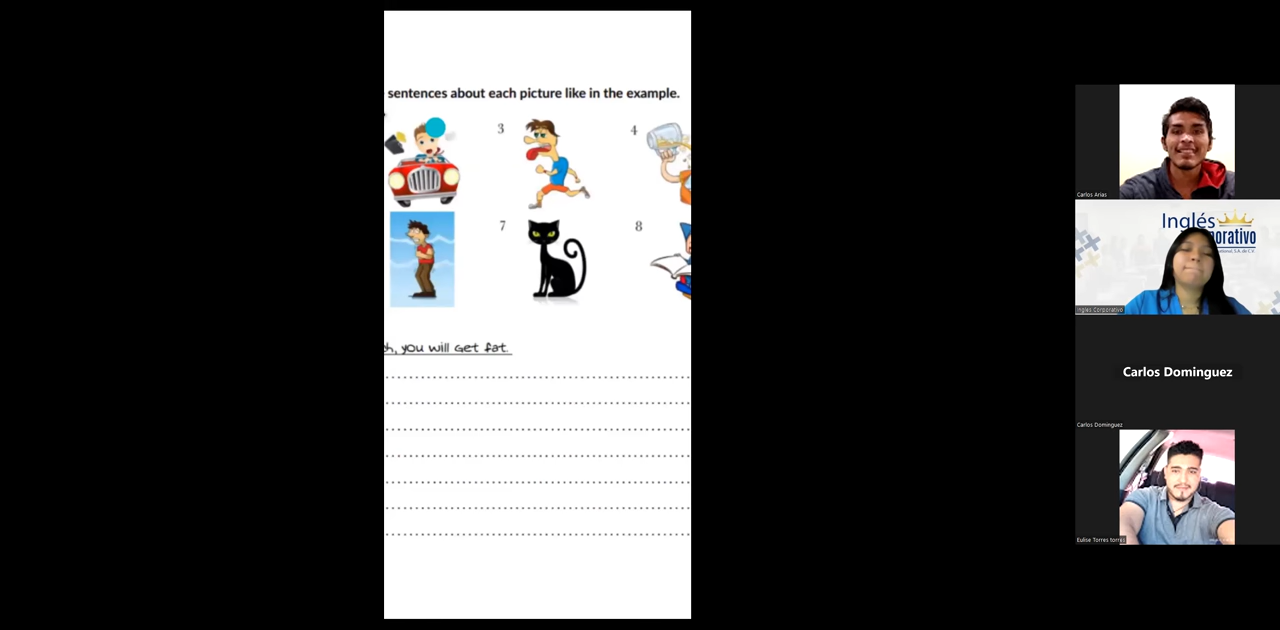 sentences about each picture like in the example.
3
4
7
8
you will Get fat.
Carlos Arias
Inglés
Ingles Corporativo
Carlos Dominguez
Carlos Dominguez
Eulise Torres torres